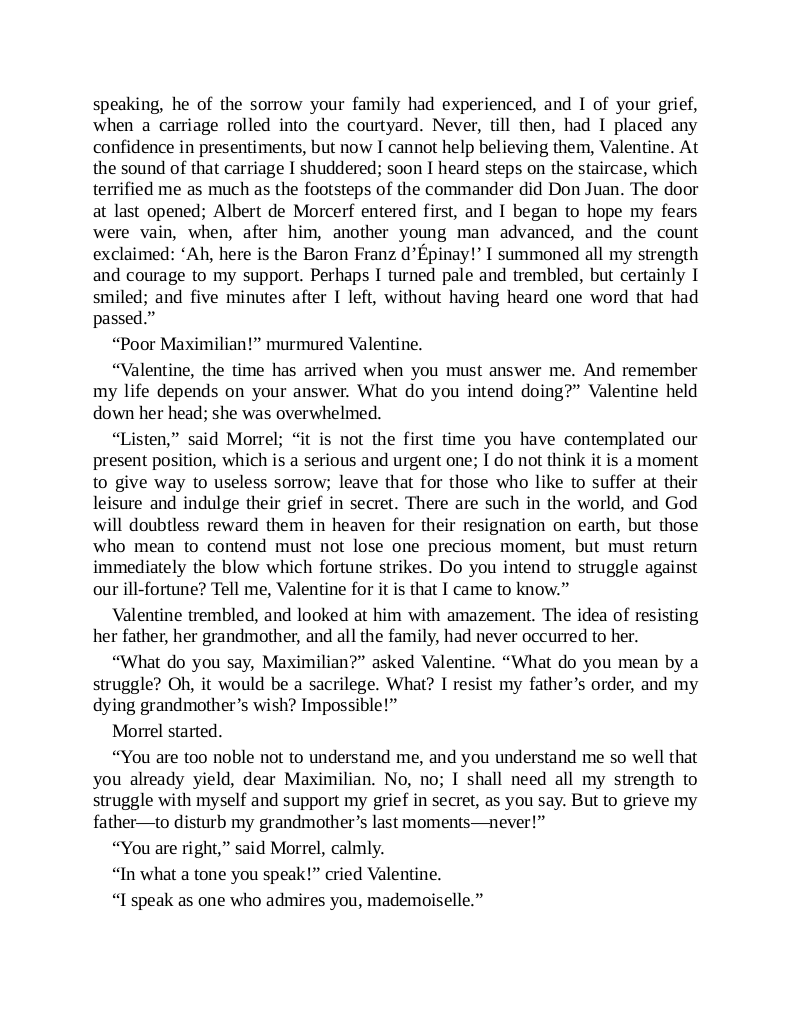 speaking, he of the sorrow your family had experienced, and I of your grief,
when a carriage rolled into the courtyard. Never, till then, had I placed any
confidence in presentiments, but now I cannot help believing them, Valentine. At
the sound of that carriage I shuddered; soon I heard steps on the staircase, which
terrified me as much as the footsteps of the commander did Don Juan. The door
at last opened; Albert de Morcerf entered first, and I began to hope my fears
were vain, when, after him, another young man advanced, and the count
exclaimed: ‘Ah, here is the Baron Franz d’Épinay!’ I summoned all my strength
and courage to my support. Perhaps I turned pale and trembled, but certainly I
smiled; and five minutes after I left, without having heard one word that had
passed.”
“Poor Maximilian!” murmured Valentine.
“Valentine, the time has arrived when you must answer me. And remember
my life depends on your answer. What do you intend doing?” Valentine held
down her head; she was overwhelmed.
“Listen,” said Morrel; “it is not the first time you have contemplated our
present position, which is a serious and urgent one; I do not think it is a moment
to give way to useless sorrow; leave that for those who like to suffer at their
leisure and indulge their grief in secret. There are such in the world, and God
will doubtless reward them in heaven for their resignation on earth, but those
who mean to contend must not lose one precious moment, but must return
immediately the blow which fortune strikes. Do you intend to struggle against
our ill-fortune? Tell me, Valentine for it is that I came to know.”
Valentine trembled, and looked at him with amazement. The idea of resisting
her father, her grandmother, and all the family, had never occurred to her.
“What do you say, Maximilian?” asked Valentine. “What do you mean by a
struggle? Oh, it would be a sacrilege. What? I resist my father’s order, and my
dying grandmother’s wish? Impossible!”
Morrel started.
“You are too noble not to understand me, and you understand me so well that
you already yield, dear Maximilian. No, no; I shall need all my strength to
struggle with myself and support my grief in secret, as you say. But to grieve my
father—to disturb my grandmother’s last moments—never!”
“You are right,” said Morrel, calmly.
“In what a tone you speak!” cried Valentine.
“I speak as one who admires you, mademoiselle.”